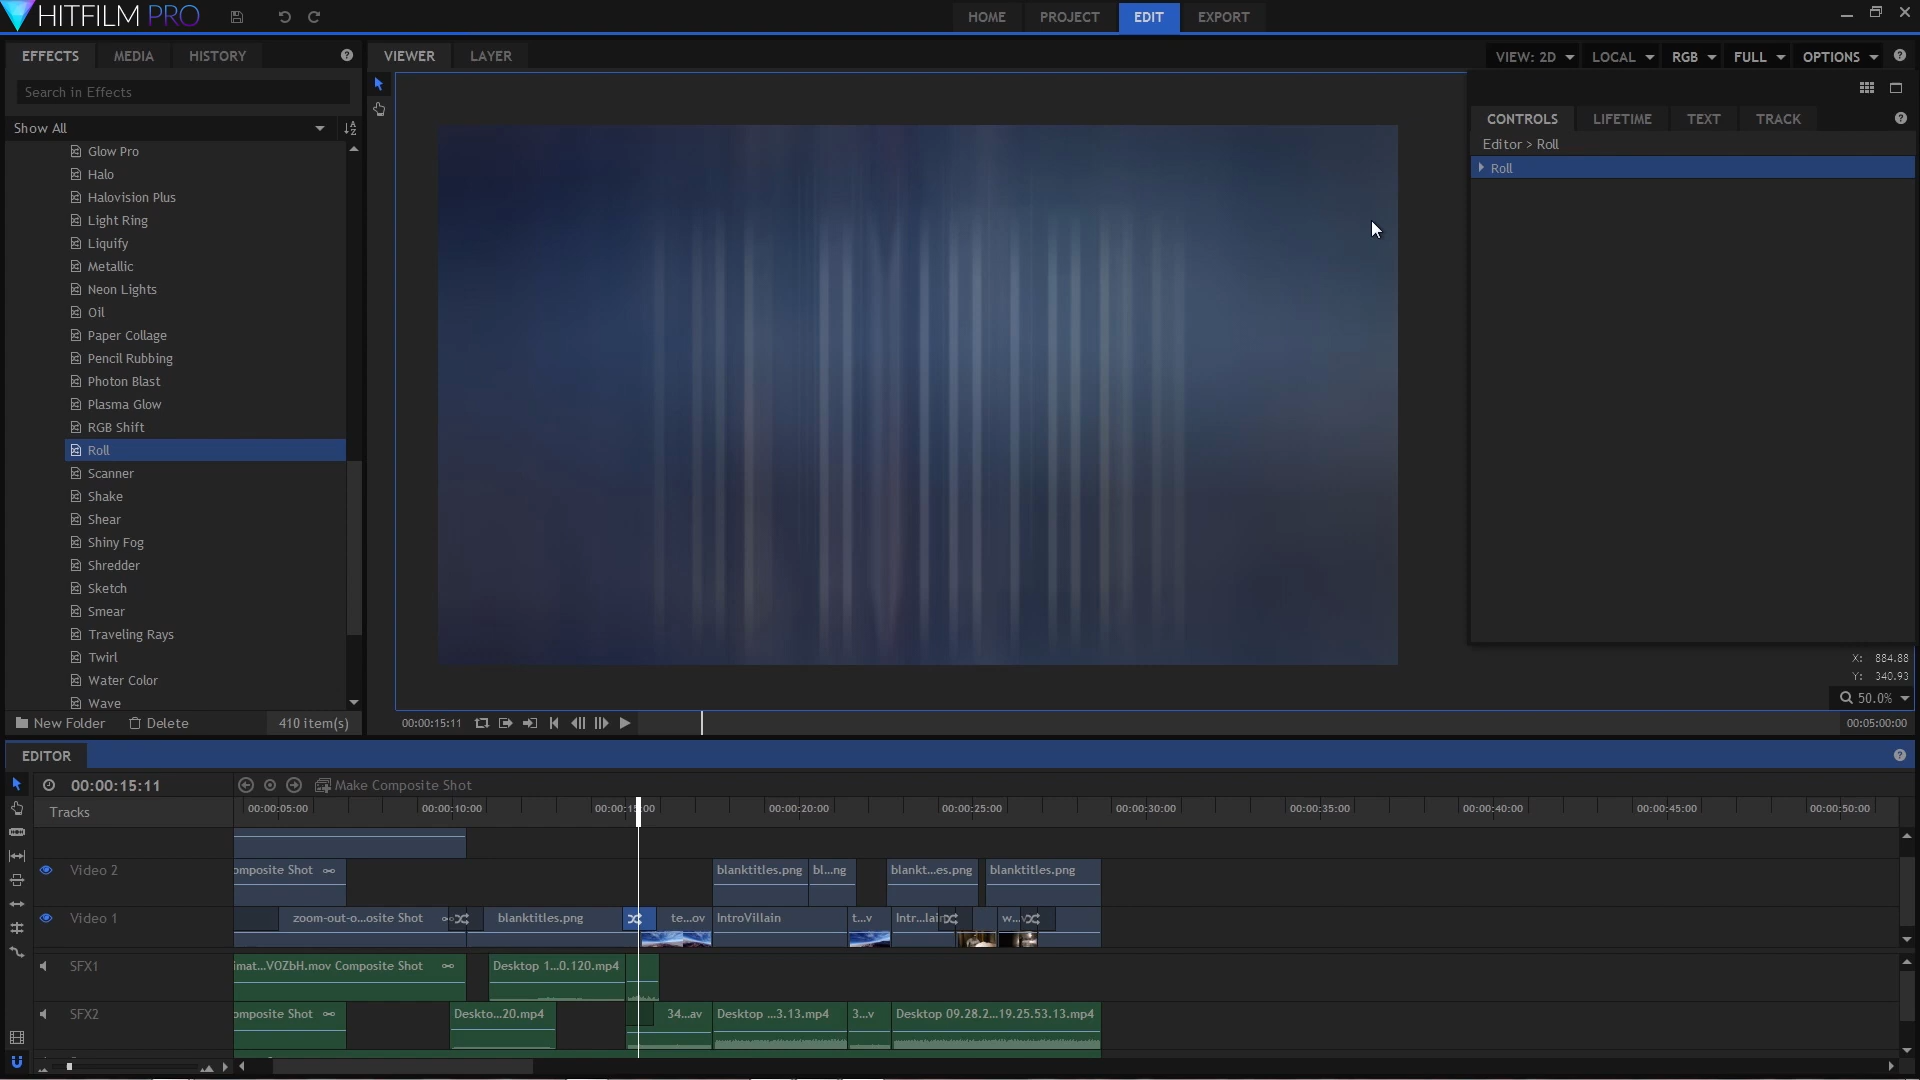 HITFILM PRO
HOME PROJECT EDIT EXPORT
EFFECTS MEDIA HISTORY
VIEWER LAYER
VIEW: 2D LOCAL RGB FULL OPTIONS
Search in Effects
Show All
Glow Pro
Halo
Halovision Plus
Light Ring
Liquify
Metallic
Neon Lights
Oil
Paper Collage
Pencil Rubbing
Photon Blast
Plasma Glow
RGB Shift
Roll
Scanner
Shake
Shear
Shiny Fog
Shredder
Sketch
Smear
Traveling Rays
Twirl
Water Color
Wave
New Folder Delete 410 item(s)
CONTROLS LIFETIME TEXT TRACK
Editor > Roll
Roll
X: 884.88
Y: 340.93
50.0%
00:00:15:11
00:05:00:00
EDITOR
00:00:15:11 Make Composite Shot
Tracks
00:00:05:00 00:00:10:00 00:00:15:00 00:00:20:00 00:00:25:00 00:00:30:00 00:00:35:00 00:00:40:00 00:00:45:00 00:00:50:00
Video 2 omposite Shot blanktitles.png bl...ng blankt...es.png blanktitles.png
Video 1 zoom-out-o...osite Shot blanktitles.png te...ov IntroVillain t...v Intr...lain w...v
SFX1 imat...VOZbH.mov Composite Shot Desktop 1...0.120.mp4
SFX2 omposite Shot Deskto...20.mp4 34...av Desktop ...3.13.mp4 3...v Desktop 09.28.2...19.25.53.13.mp4